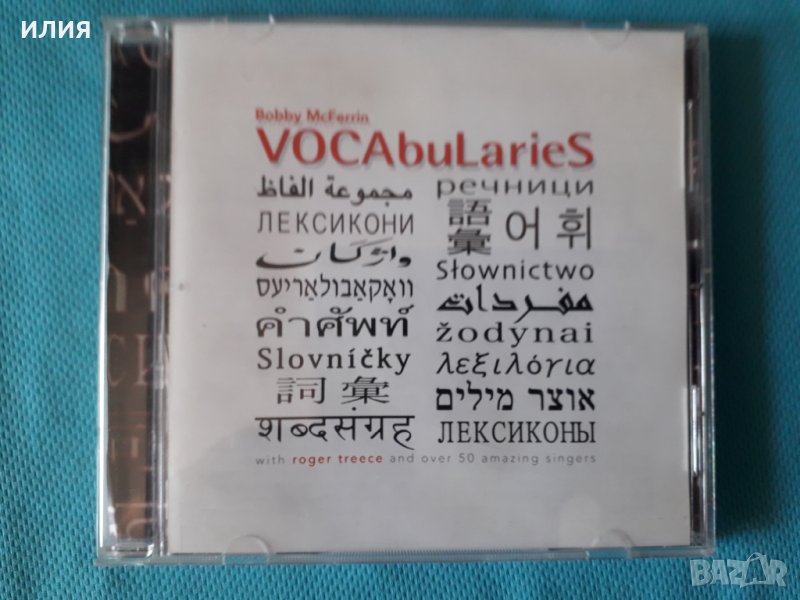 илия
Bobby McFerrin
VOCAbuLarieS
مجموعة الفاظ
ЛЕКСИКОНИ
واژگان
וואָקאַבולאַריעס
คำศัพท์
Slovníčky
詞彙
शब्दसंग्रह
речници
語彙
어휘
Słownictwo
مفردات
žodynai
λεξιλόγια
אוצר מילים
ЛЕКСИКОНЫ
with roger treece and over 50 amazing singers
BAZAR